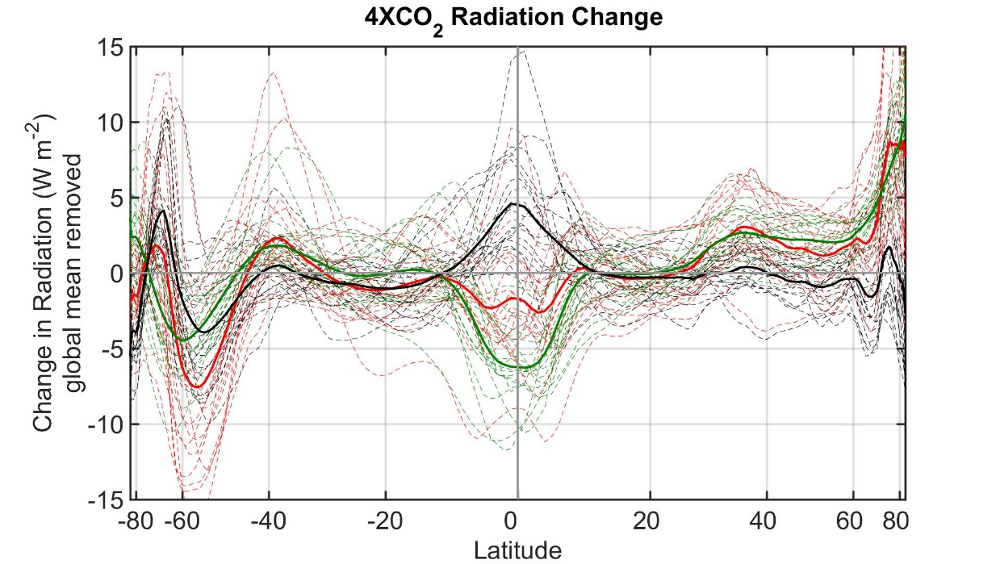 4XCO2 Radiation Change
Change in Radiation (W m-2)
global mean removed
15
10
5
0
-5
-10
-15
-80 -60 -40 -20 0 20 40 60 80
Latitude